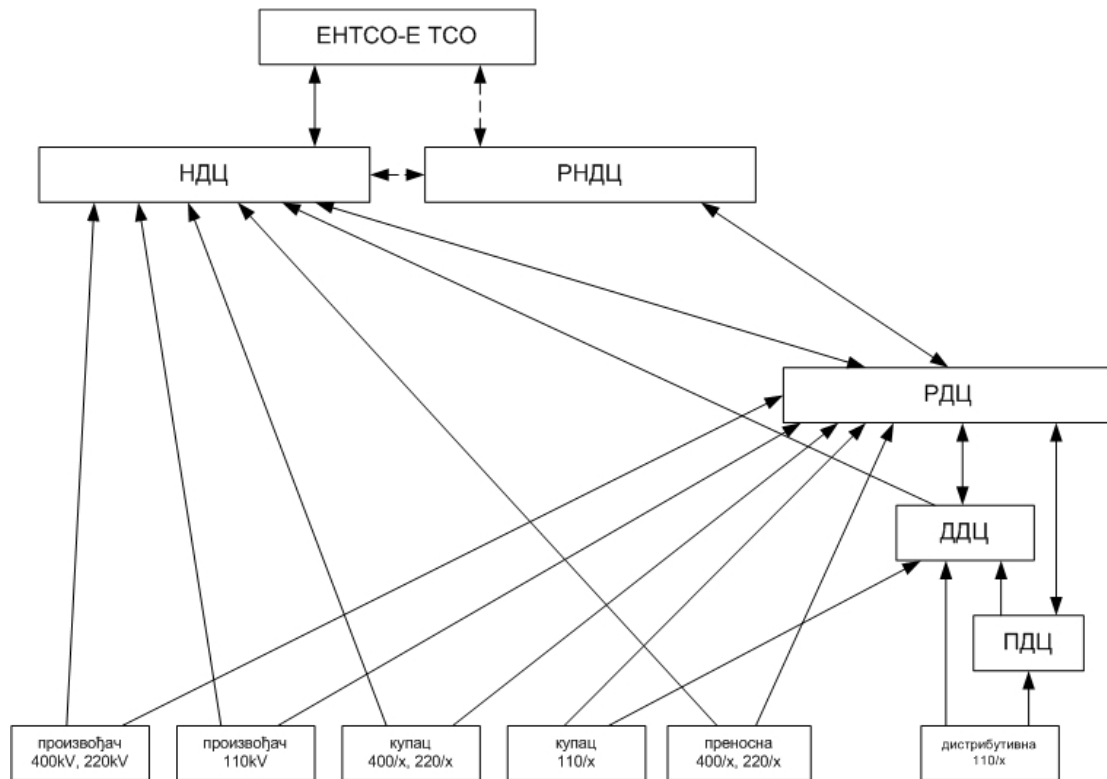 ЕНТСО-Е ТСО
НДЦ
РНДЦ
РДЦ
ДДЦ
ПДЦ
произвођач
400kV, 220kV
произвођач
110kV
купац
400/x, 220/x
купац
110/x
преносна
400/x, 220/x
дистрибутивна
110/x